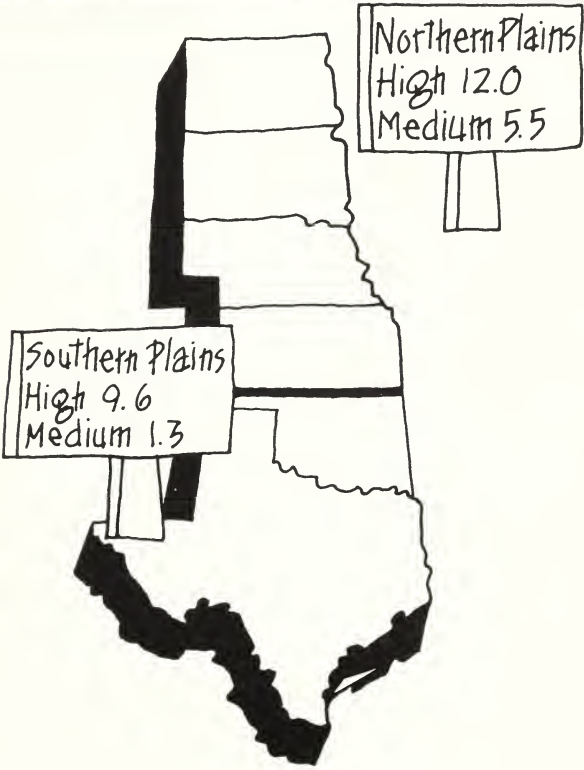 Northern Plains
High 12.0
Medium 5.5
Southern Plains
High 9.6
Medium 1.3